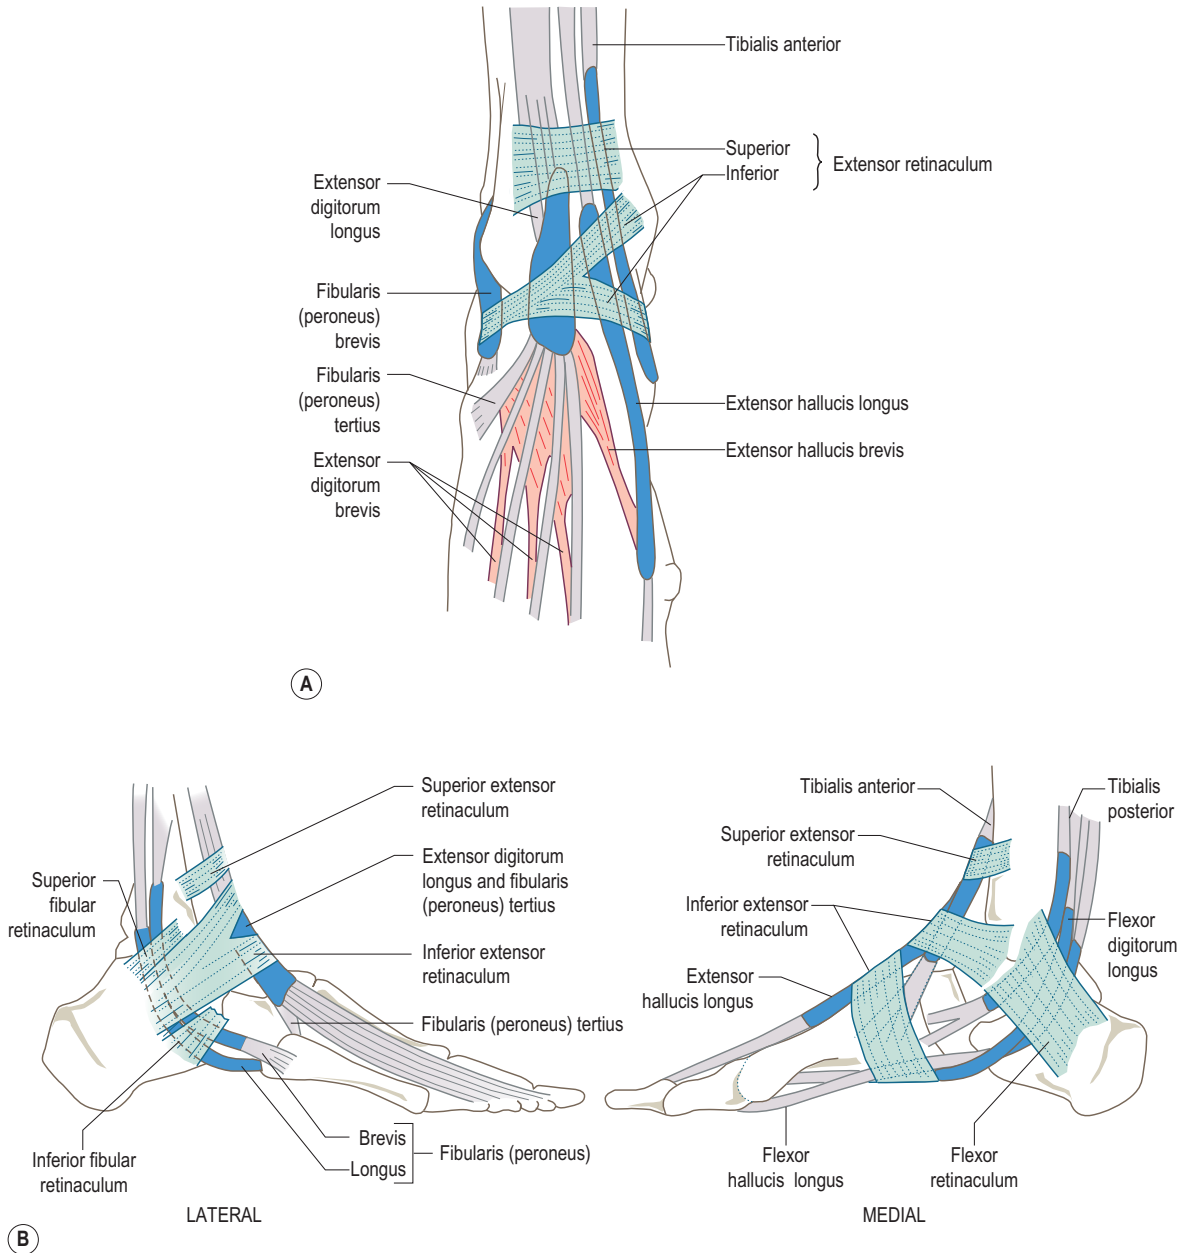 Tibialis anterior
Superior
Inferior
Extensor retinaculum
Extensor
digitorum
longus
Fibularis
(peroneus)
brevis
Fibularis
(peroneus)
tertius
Extensor
digitorum
brevis
Extensor hallucis longus
Extensor hallucis brevis
A
Superior extensor
retinaculum
Extensor digitorum
longus and fibularis
(peroneus) tertius
Superior
fibular
retinaculum
Inferior extensor
retinaculum
Fibularis (peroneus) tertius
Brevis
Longus
Fibularis (peroneus)
Inferior fibular
retinaculum
LATERAL
Tibialis anterior
Tibialis
posterior
Superior extensor
retinaculum
Inferior extensor
retinaculum
Flexor
digitorum
longus
Extensor
hallucis longus
Flexor
hallucis longus
Flexor
retinaculum
MEDIAL
B